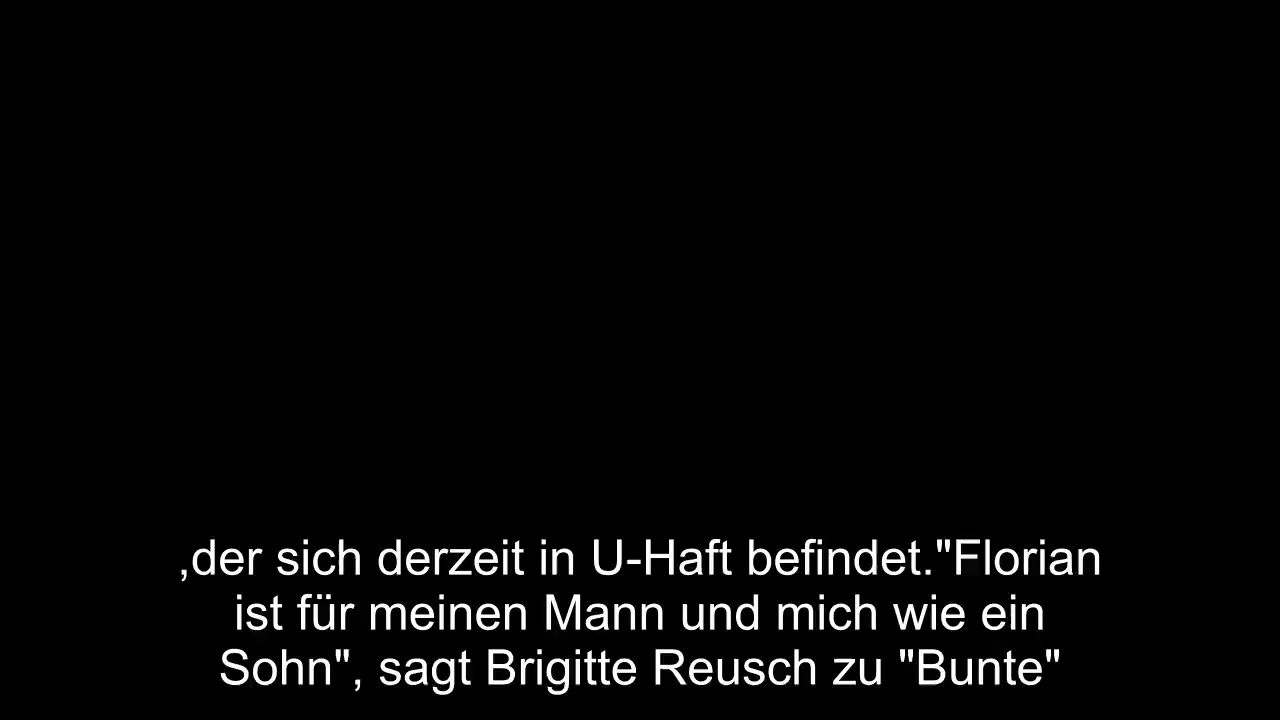 ,der sich derzeit in U-Haft befindet."Florian
ist für meinen Mann und mich wie ein
Sohn", sagt Brigitte Reusch zu "Bunte"